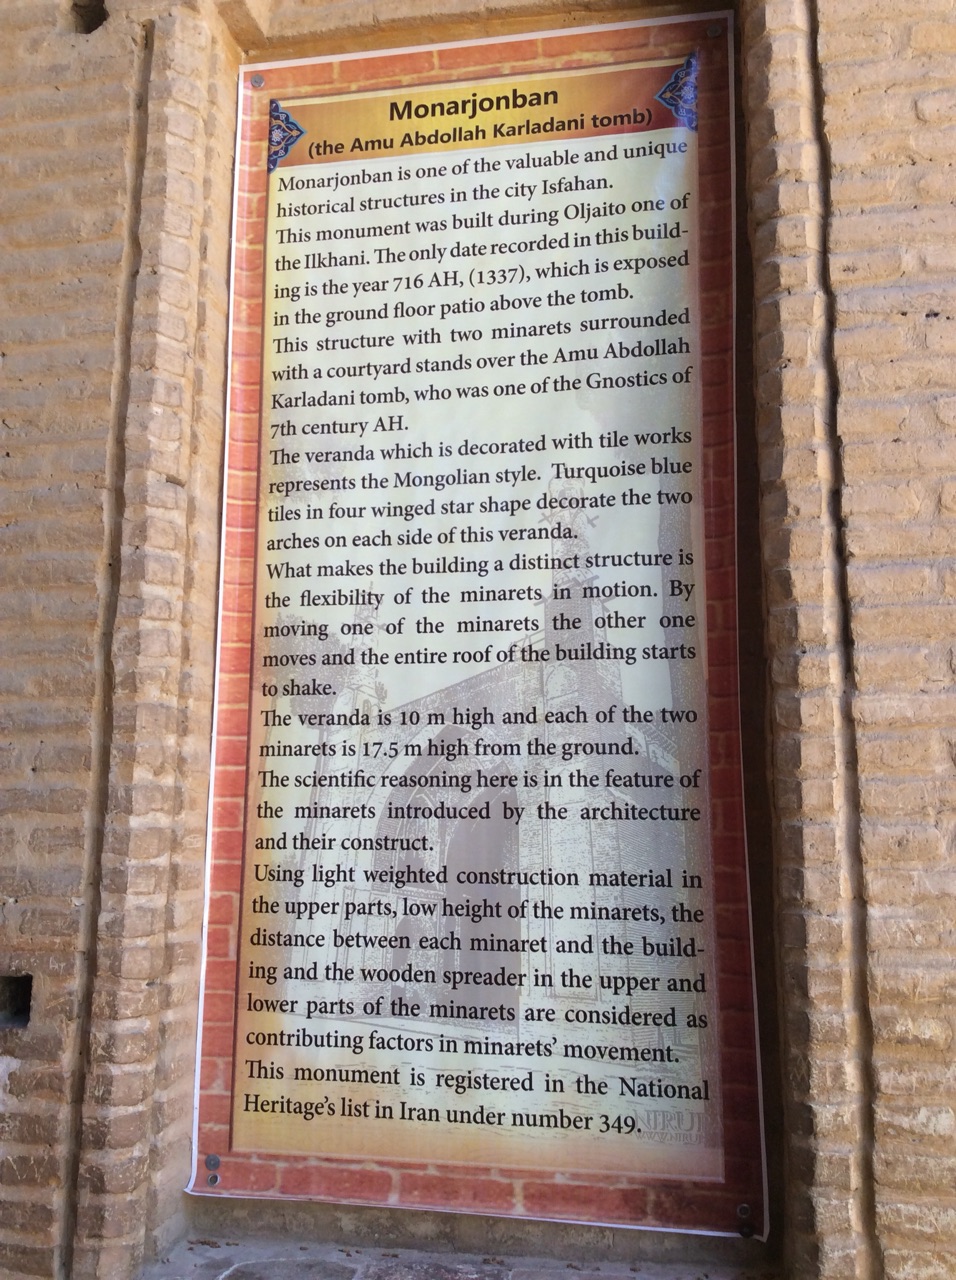 Monarjonban
(the Amu Abdollah Karladani tomb)
Monarjonban is one of the valuable and unique
historical structures in the city Isfahan.
This monument was built during Oljaito one of
the Ilkhani. The only date recorded in this build-
ing is the year 716 AH, (1337), which is exposed
in the ground floor patio above the tomb.
This structure with two minarets surrounded
with a courtyard stands over the Amu Abdollah
Karladani tomb, who was one of the Gnostics of
7th century AH.
The veranda which is decorated with tile works
represents the Mongolian style. Turquoise blue
tiles in four winged star shape decorate the two
arches on each side of this veranda.
What makes the building a distinct structure is
the flexibility of the minarets in motion. By
moving one of the minarets the other one
moves and the entire roof of the building starts
to shake.
The veranda is 10 m high and each of the two
minarets is 17.5 m high from the ground.
The scientific reasoning here is in the feature of
the minarets introduced by the architecture
and their construct.
Using light weighted construction material in
the upper parts, low height of the minarets, the
distance between each minaret and the build-
ing and the wooden spreader in the upper and
lower parts of the minarets are considered as
contributing factors in minarets' movement.
This monument is registered in the National
Heritage's list in Iran under number 349.